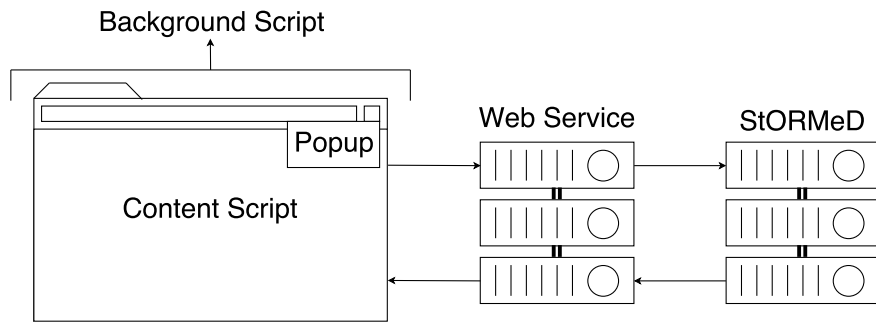 Background Script
Web Service
StORMeD
Popup
Content Script